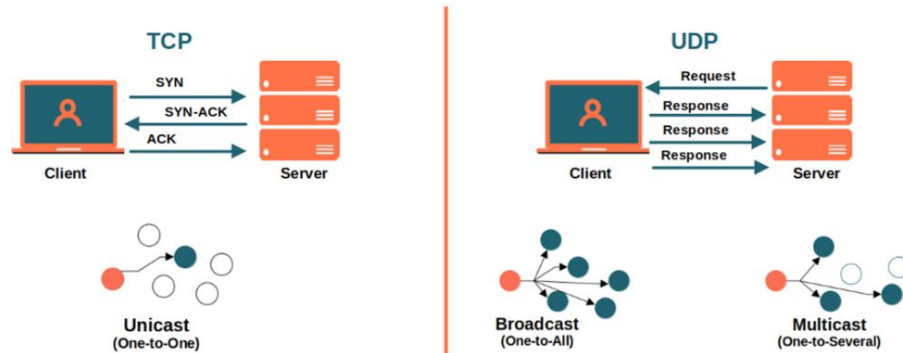 TCP
SYN
SYN-ACK
ACK
Client
Server
Unicast
(One-to-One)
UDP
Request
Response
Response
Response
Client
Server
Broadcast
(One-to-All)
Multicast
(One-to-Several)